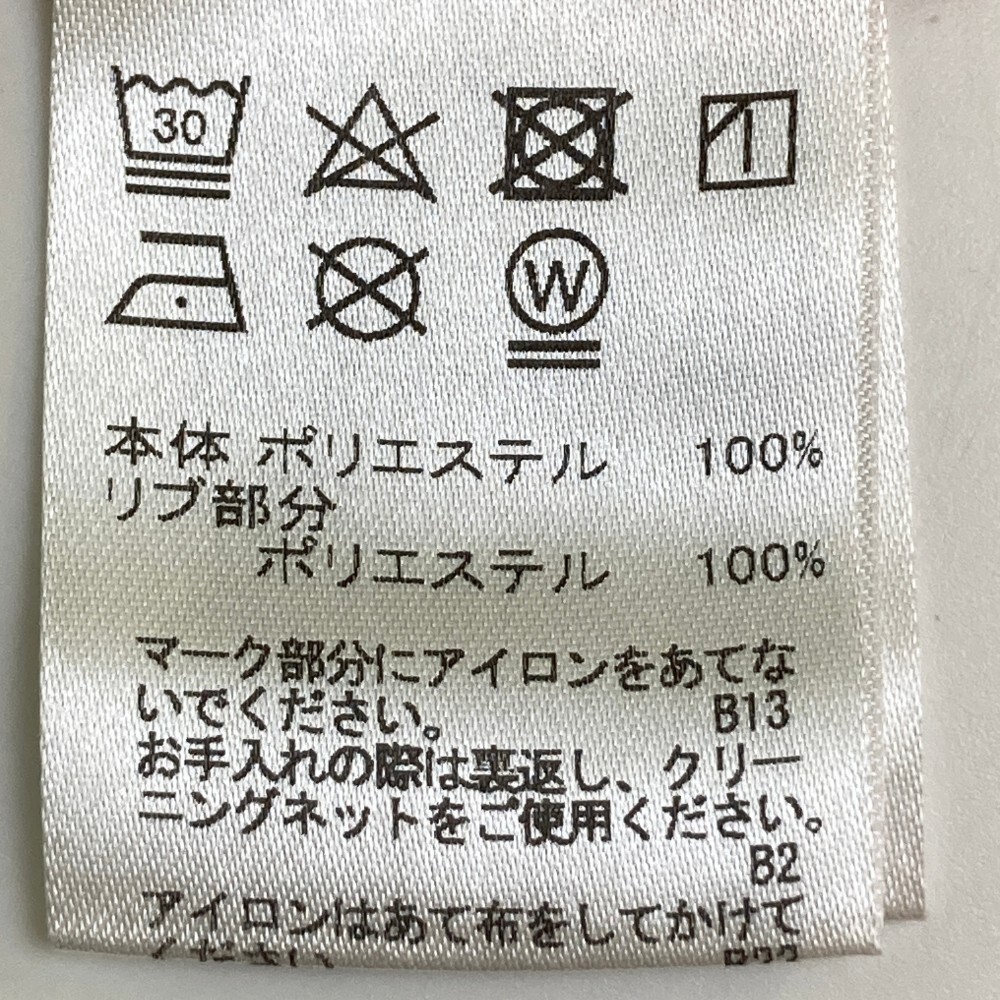 30
W
本体 ポリエステル 100%
リブ部分
ポリエステル 100%
マーク部分にアイロンをあてな
いでください。 B13
お手入れの際は裏返し、クリー
ニングネットをご使用ください。
B2
アイロンはあて布をしてかけて
ください